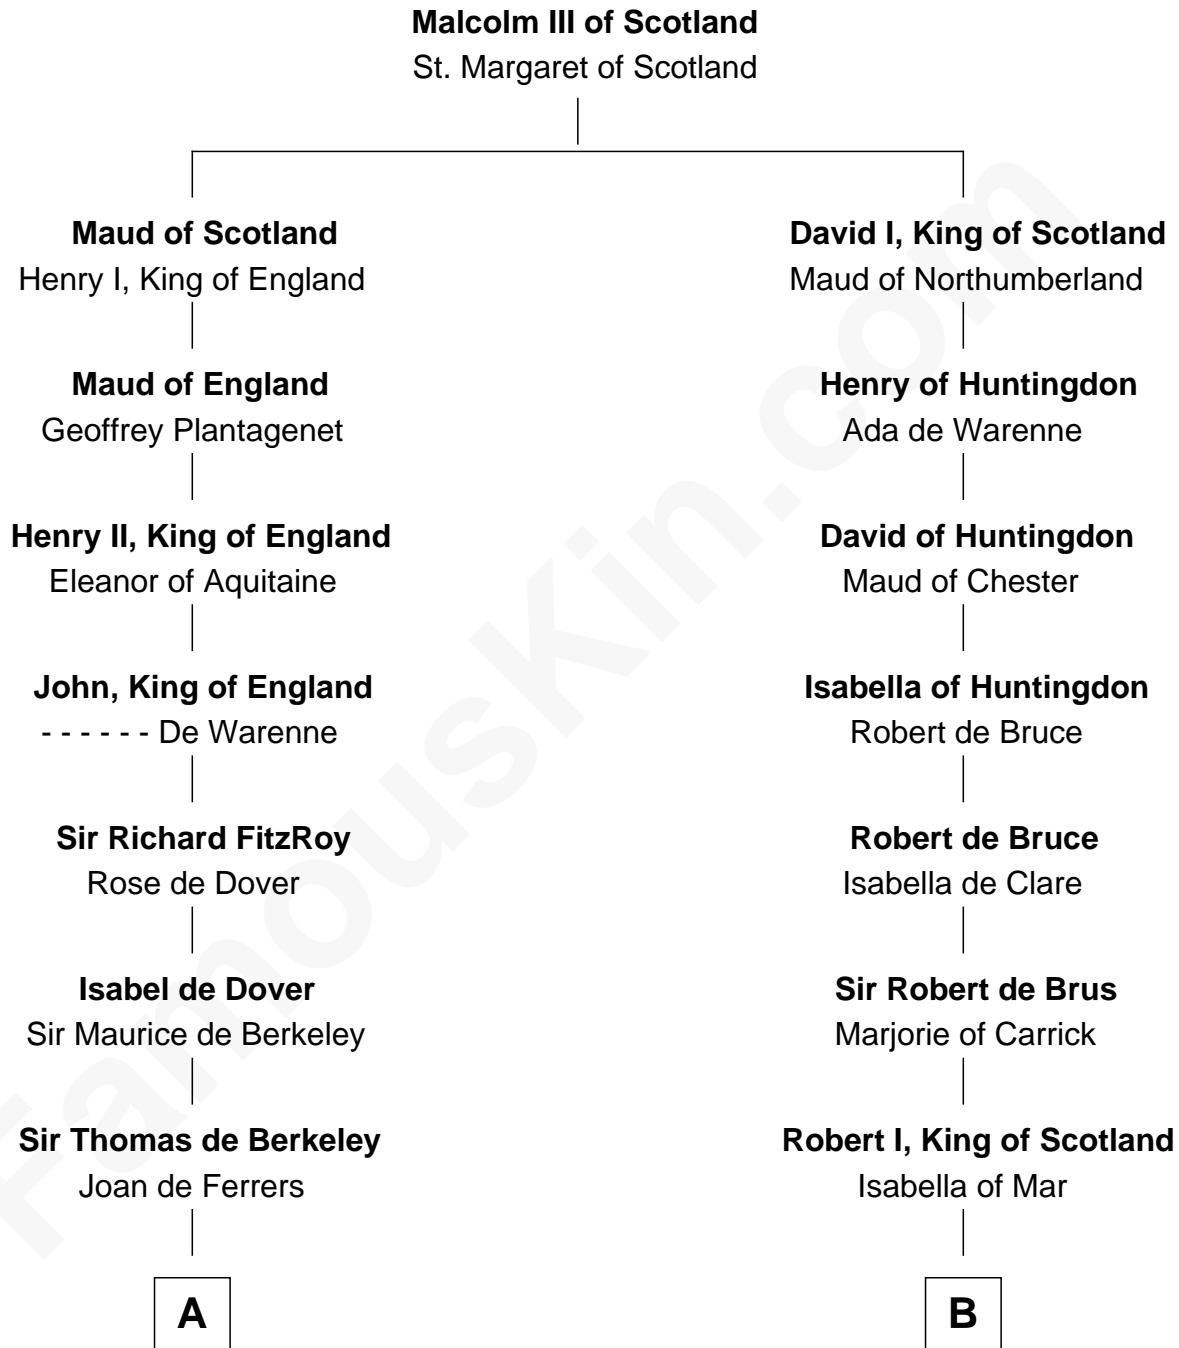 Malcolm III of Scotland
St. Margaret of Scotland
Maud of Scotland
Henry I, King of England
David I, King of Scotland
Maud of Northumberland
Maud of England
Geoffrey Plantagenet
Henry of Huntingdon
Ada de Warenne
Henry II, King of England
Eleanor of Aquitaine
David of Huntingdon
Maud of Chester
John, King of England
- - - - - - De Warenne
Isabella of Huntingdon
Robert de Bruce
Sir Richard FitzRoy
Rose de Dover
Robert de Bruce
Isabella de Clare
Isabel de Dover
Sir Maurice de Berkeley
Sir Robert de Brus
Marjorie of Carrick
Sir Thomas de Berkeley
Joan de Ferrers
Robert I, King of Scotland
Isabella of Mar
A
B
FamousKin.com